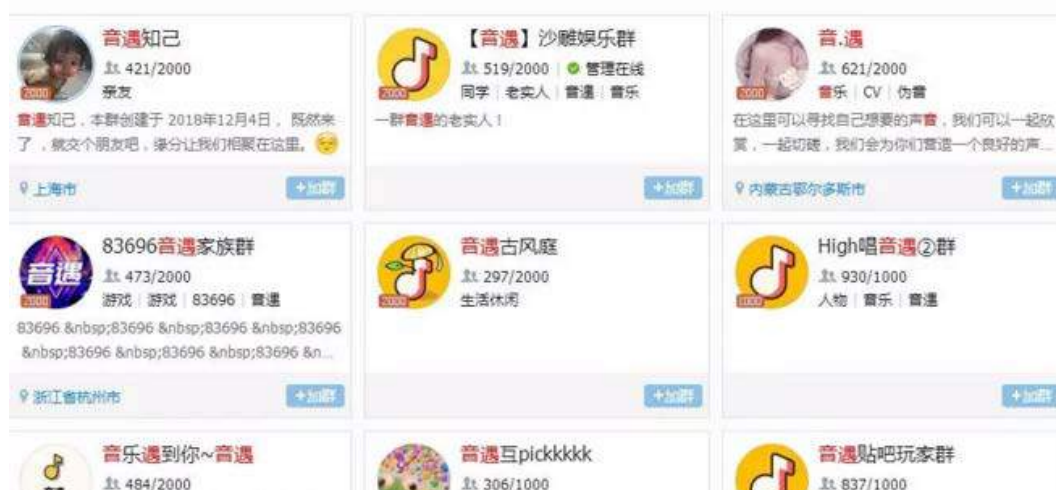 音遇知己
421/2000
亲友
2000
音遇知己，本群创建于 2018年12月4日， 既然来
了 ，就交个朋友吧，缘分让我们相聚在这里。
上海市
+加群
【音遇】沙雕娱乐群
519/2000 管理在线
同学 老实人 音遇 音乐
2000
一群音遇的老实人！
+加群
音.遇
621/2000
音乐 CV 伪音
2000
在这里可以寻找自己想要的声音，我们可以一起欣
赏，一起切磋，我们会为你们营造一个良好的声...
内蒙古鄂尔多斯市
+加群
83696音遇家族群
473/2000
游戏 游戏 83696 音遇
音遇
2000
83696 &nbsp;83696 &nbsp;83696 &nbsp;83696
&nbsp;83696 &nbsp;83696 &nbsp;83696 &n...
浙江省杭州市
+加群
音遇古风庭
297/2000
生活休闲
2000
+加群
High唱音遇②群
930/1000
人物 音乐 音遇
1000
+加群
音乐遇到你~音遇
484/2000
音遇互pickkkkk
306/1000
音遇贴吧玩家群
837/1000